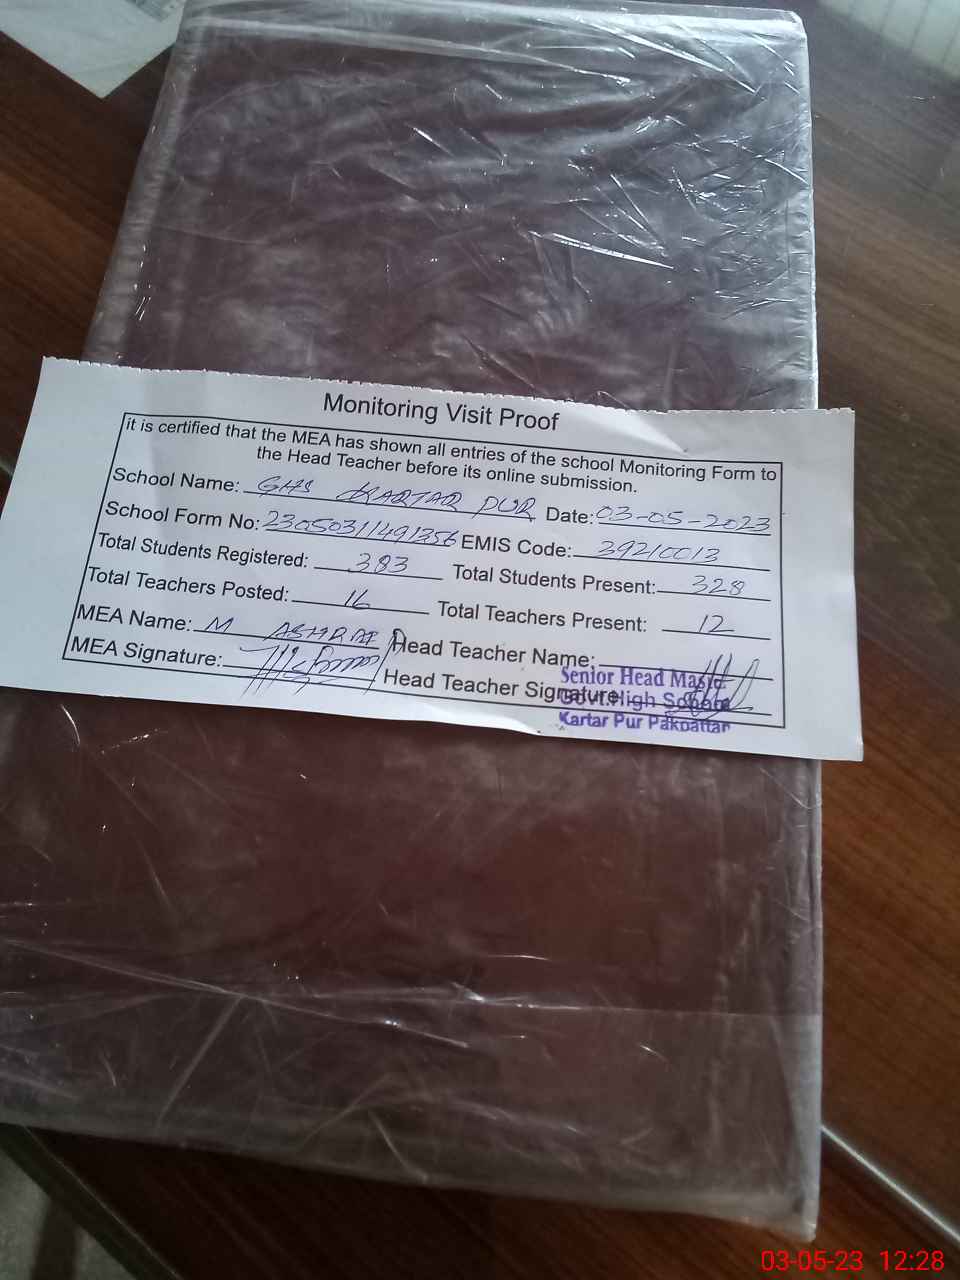 Monitoring Visit Proof
it is certified that the MEA has shown all entries of the school Monitoring Form to
the Head Teacher before its online submission.
School Name: GHS KARTAR PUR Date: 03-05-2023
School Form No: 23050311491356 EMIS Code: 39210013
Total Students Registered: 383 Total Students Present: 328
Total Teachers Posted: 16 Total Teachers Present: 12
MEA Name: M ASHRAF Head Teacher Name:
MEA Signature: Head Teacher Signature
Senior Head Maste
Govt.High School
Kartar Pur Pakpattan
03-05-23 12:28